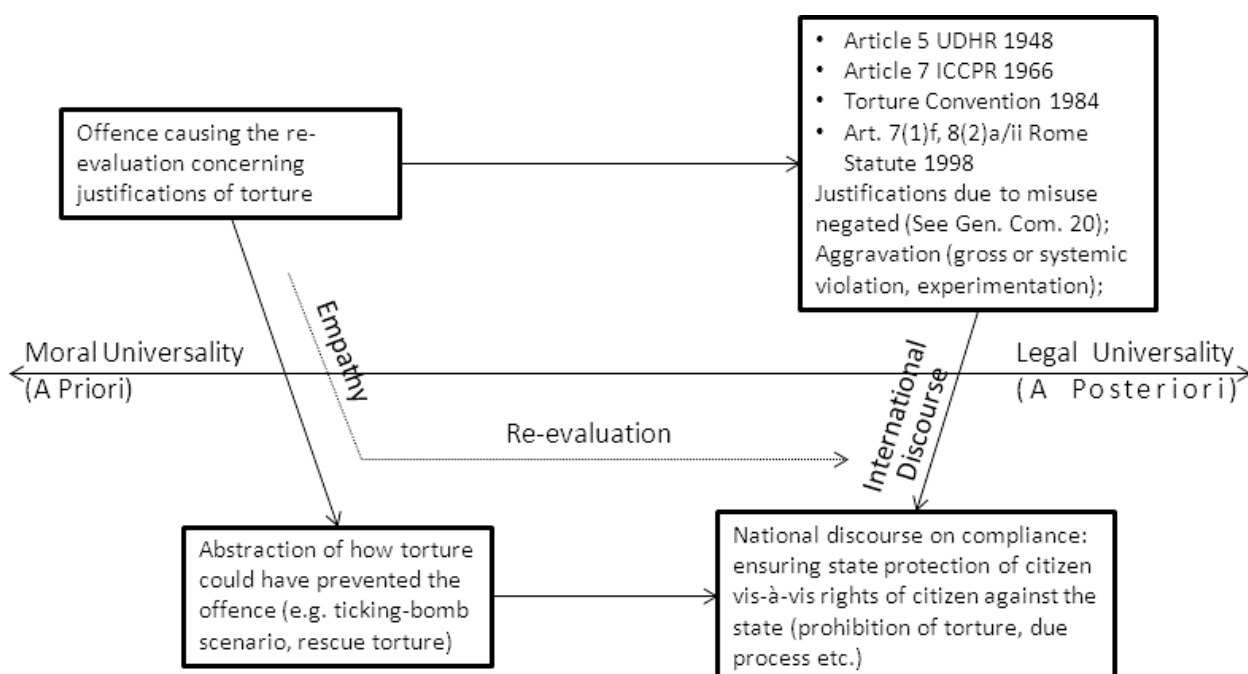 • Article 5 UDHR 1948
• Article 7 ICCPR 1966
• Torture Convention 1984
• Art. 7(1)f, 8(2)a/ii Rome
Statute 1998
Justifications due to misuse
negated (See Gen. Com. 20);
Aggravation (gross or systemic
violation, experimentation);
Offence causing the re-
evaluation concerning
justifications of torture
Moral Universality
(A Priori)
Empathy
Re-evaluation
International
Discourse
Legal Universality
(A Posteriori)
Abstraction of how torture
could have prevented the
offence (e.g. ticking-bomb
scenario, rescue torture)
National discourse on compliance:
ensuring state protection of citizen
vis-à-vis rights of citizen against the
state (prohibition of torture, due
process etc.)